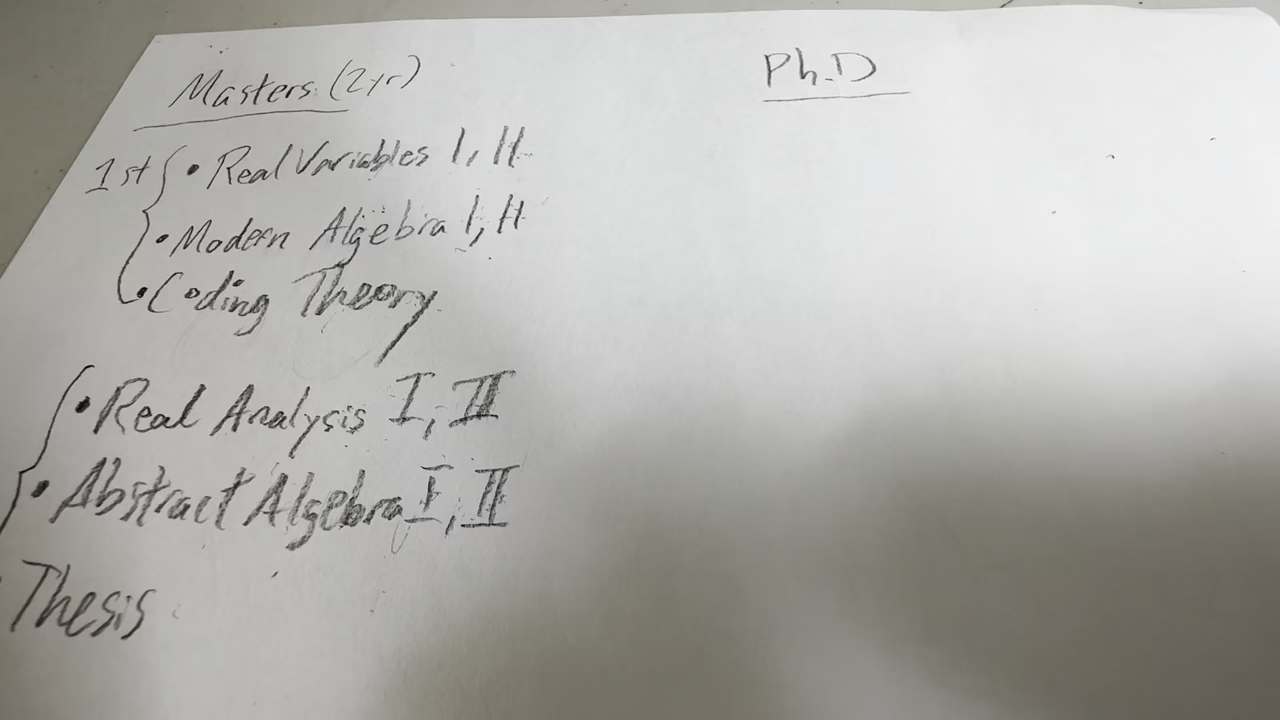 Masters (2yr)
Ph.D
1st { • Real Variables I, II
• Modern Algebra I, II
• Coding Theory
{ • Real Analysis I, II
• Abstract Algebra I, II
Thesis